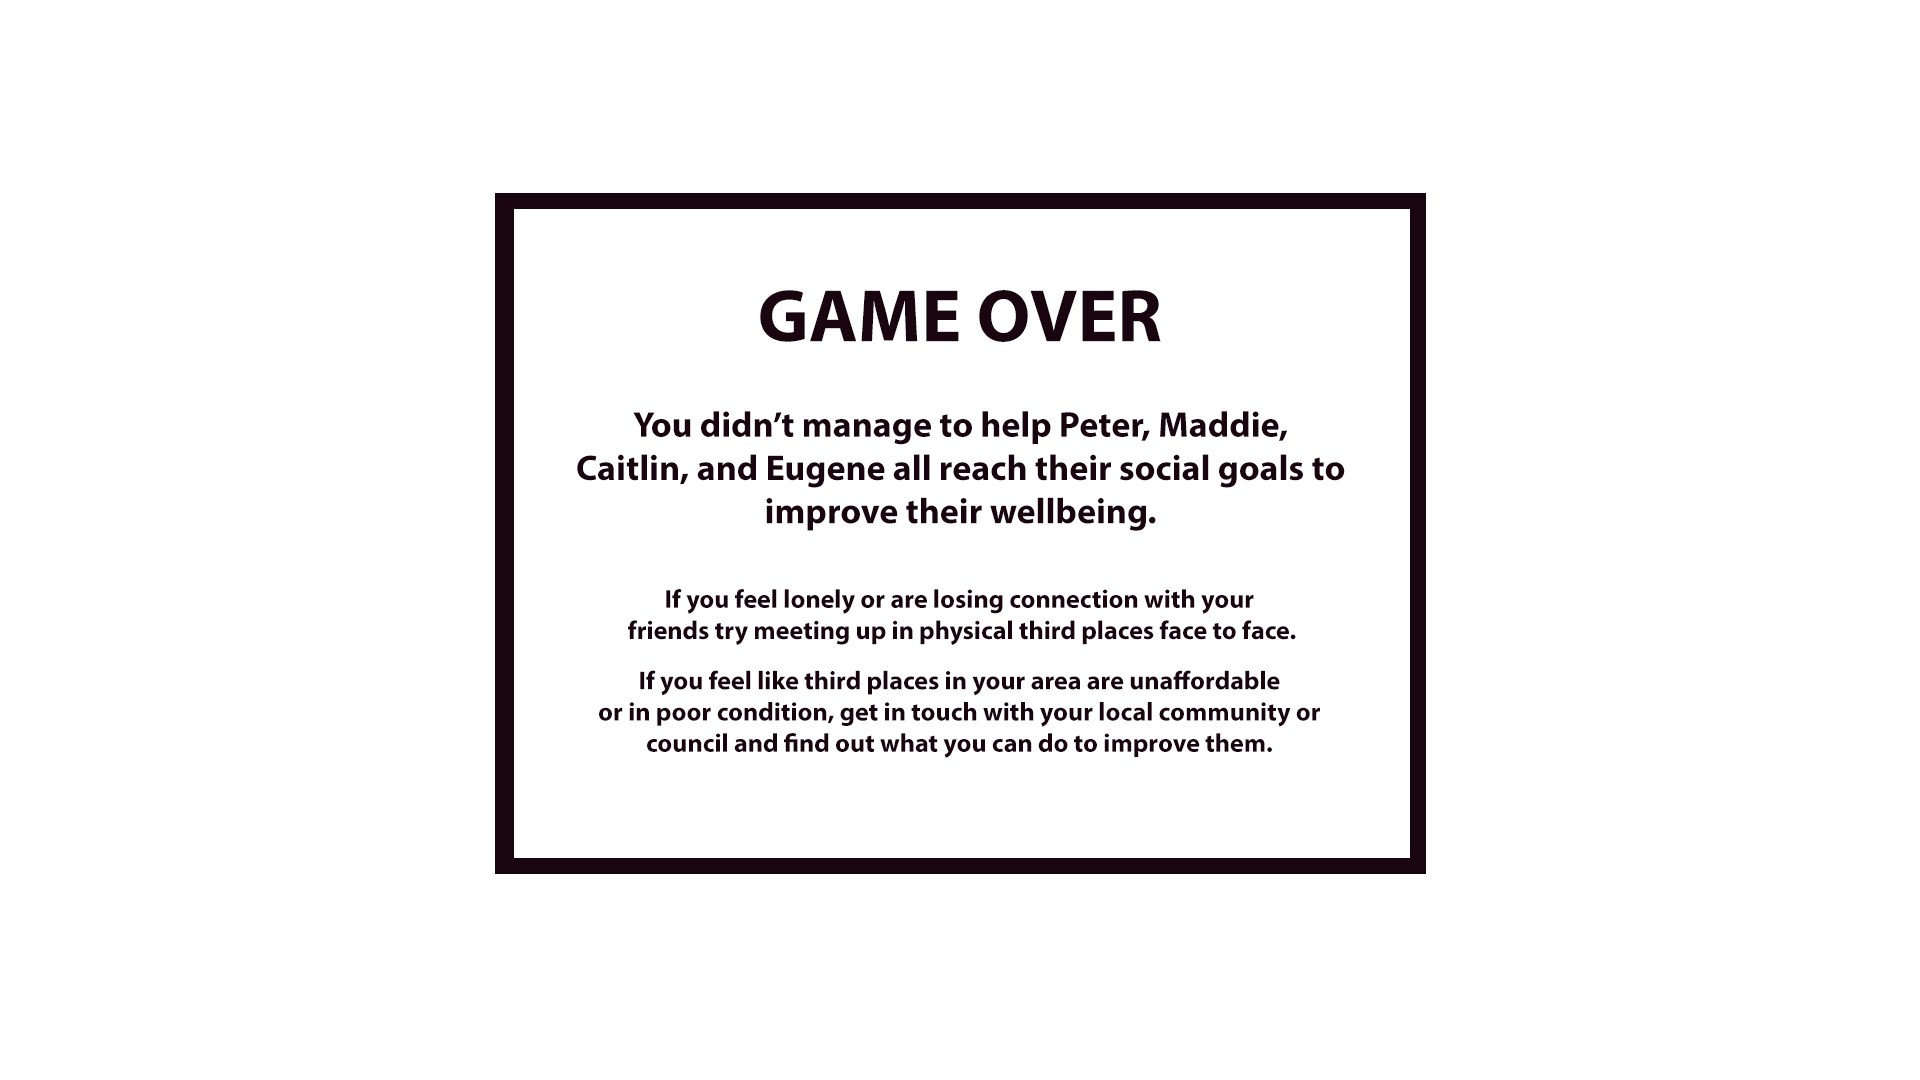 GAME OVER
You didn’t manage to help Peter, Maddie,
Caitlin, and Eugene all reach their social goals to
improve their wellbeing.
If you feel lonely or are losing connection with your
friends try meeting up in physical third places face to face.
If you feel like third places in your area are unaffordable
or in poor condition, get in touch with your local community or
council and find out what you can do to improve them.